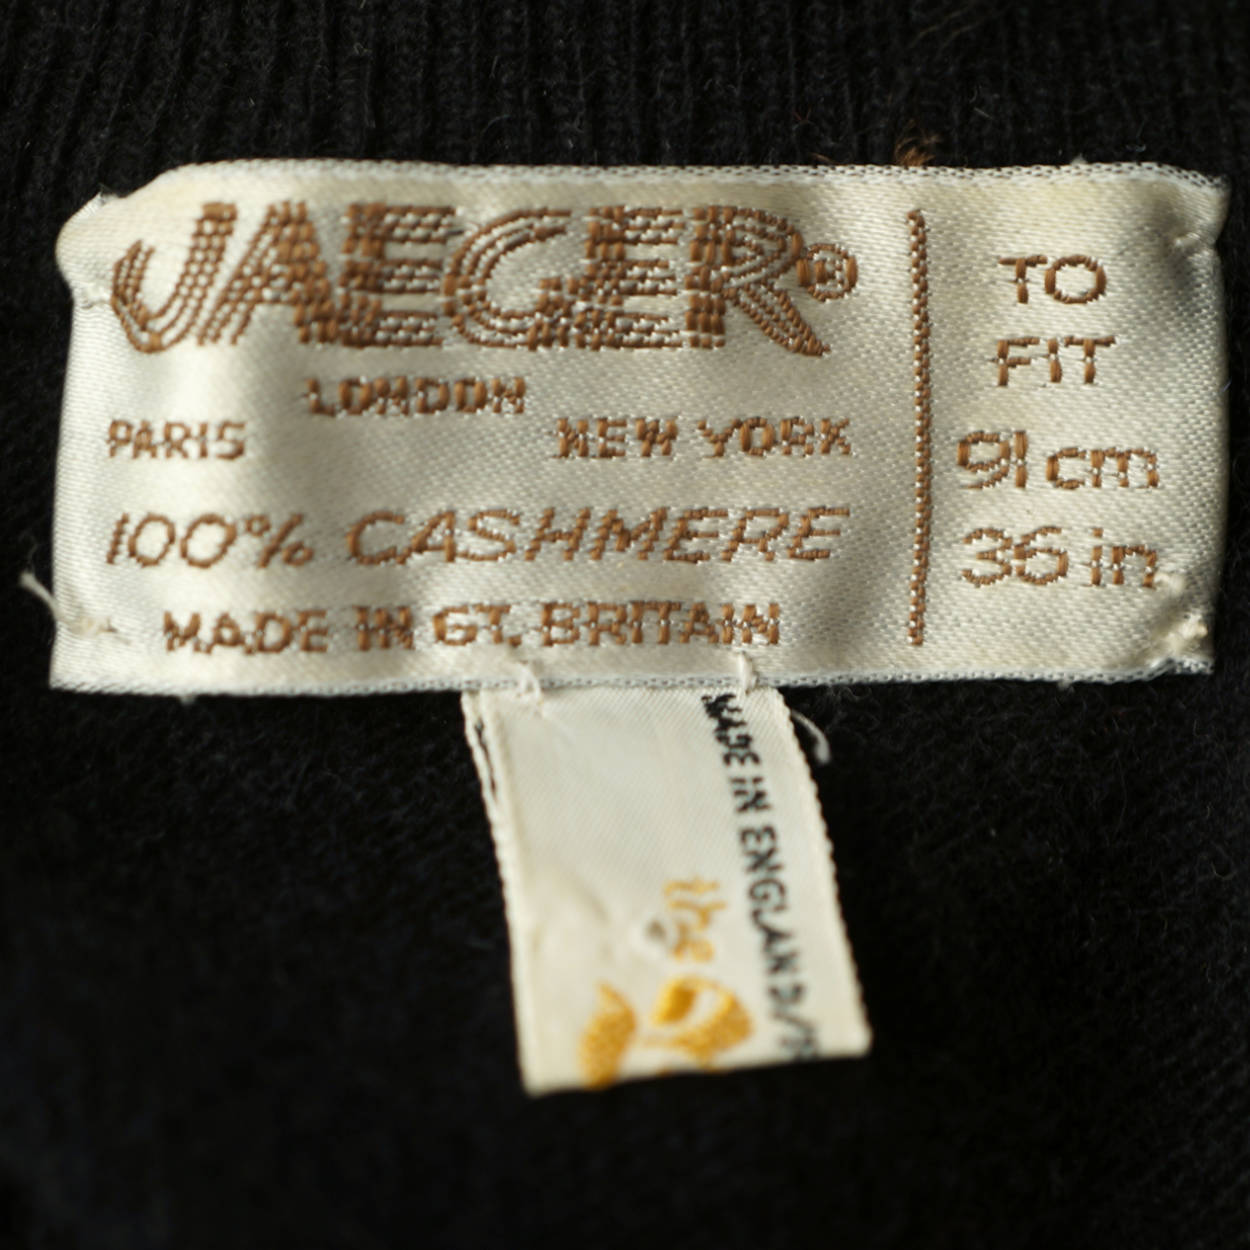 JAEGER®
LONDON
PARIS NEW YORK
100% CASHMERE
MADE IN GT. BRITAIN
TO
FIT
91 cm
36 in
MADE IN ENGLAND
the